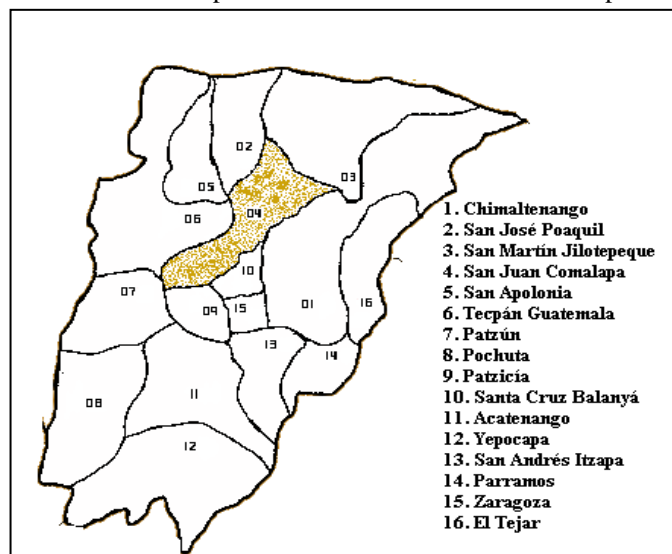 02
03
05
04
06
10
07
09
15
01
16
13
14
08
11
12
1. Chimaltenango
2. San José Poaquil
3. San Martín Jilotepeque
4. San Juan Comalapa
5. San Apolonia
6. Tecpán Guatemala
7. Patzún
8. Pochuta
9. Patzicía
10. Santa Cruz Balanyá
11. Acatenango
12. Yepocapa
13. San Andrés Itzapa
14. Parramos
15. Zaragoza
16. El Tejar